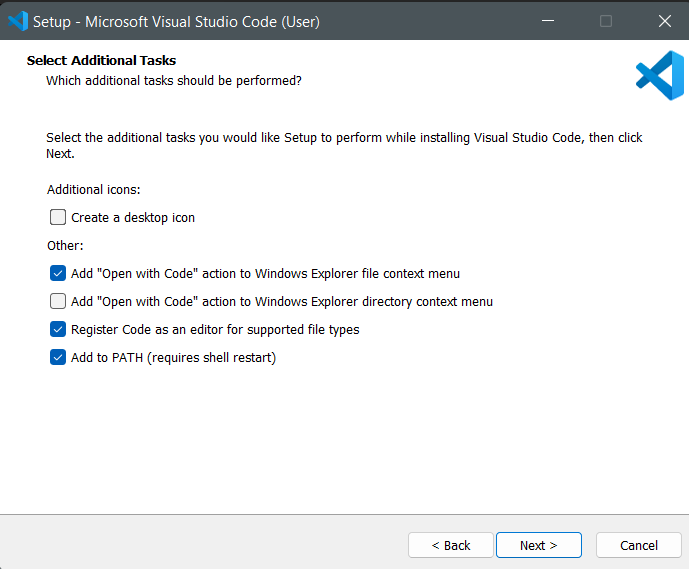 Setup - Microsoft Visual Studio Code (User)
Select Additional Tasks
Which additional tasks should be performed?
Select the additional tasks you would like Setup to perform while installing Visual Studio Code, then click
Next.
Additional icons:
Create a desktop icon
Other:
Add "Open with Code" action to Windows Explorer file context menu
Add "Open with Code" action to Windows Explorer directory context menu
Register Code as an editor for supported file types
Add to PATH (requires shell restart)
< Back
Next >
Cancel